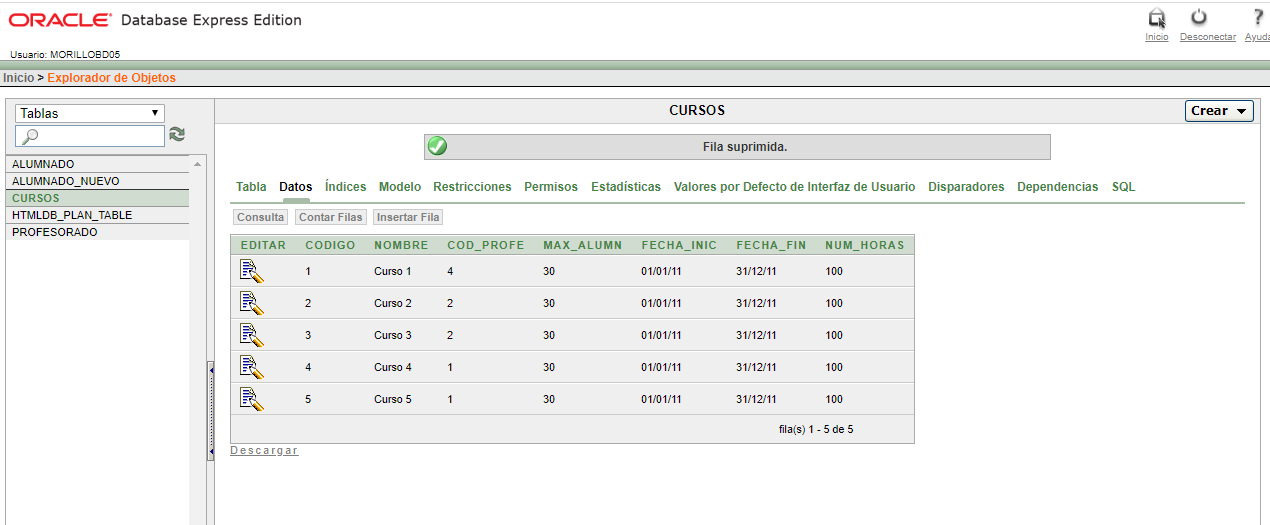 ORACLE Database Express Edition
Inicio Desconectar Ayuda
Usuario: MORILLOBD05
Inicio > Explorador de Objetos
Tablas
CURSOS
Crear
Fila suprimida.
ALUMNADO
ALUMNADO_NUEVO
CURSOS
HTMLDB_PLAN_TABLE
PROFESORADO
Tabla Datos Índices Modelo Restricciones Permisos Estadísticas Valores por Defecto de Interfaz de Usuario Disparadores Dependencias SQL
Consulta Contar Filas Insertar Fila
EDITAR CODIGO NOMBRE COD_PROFE MAX_ALUMN FECHA_INIC FECHA_FIN NUM_HORAS
1 Curso 1 4 30 01/01/11 31/12/11 100
2 Curso 2 2 30 01/01/11 31/12/11 100
3 Curso 3 2 30 01/01/11 31/12/11 100
4 Curso 4 1 30 01/01/11 31/12/11 100
5 Curso 5 1 30 01/01/11 31/12/11 100
fila(s) 1 - 5 de 5
Descargar